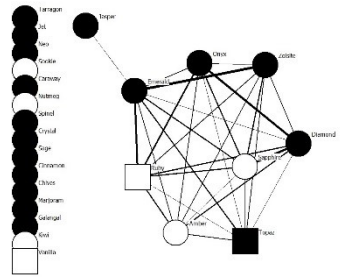 Tarragon
Jet
Neo
Sookie
Caraway
Nutmeg
Spinel
Crystal
Sage
Cinnamon
Chives
Marjoram
Galangal
Kiwi
Vanilla
Jasper
Onyx
Zoisite
Emerald
Diamond
Sapphire
Ruby
Amber
Topaz